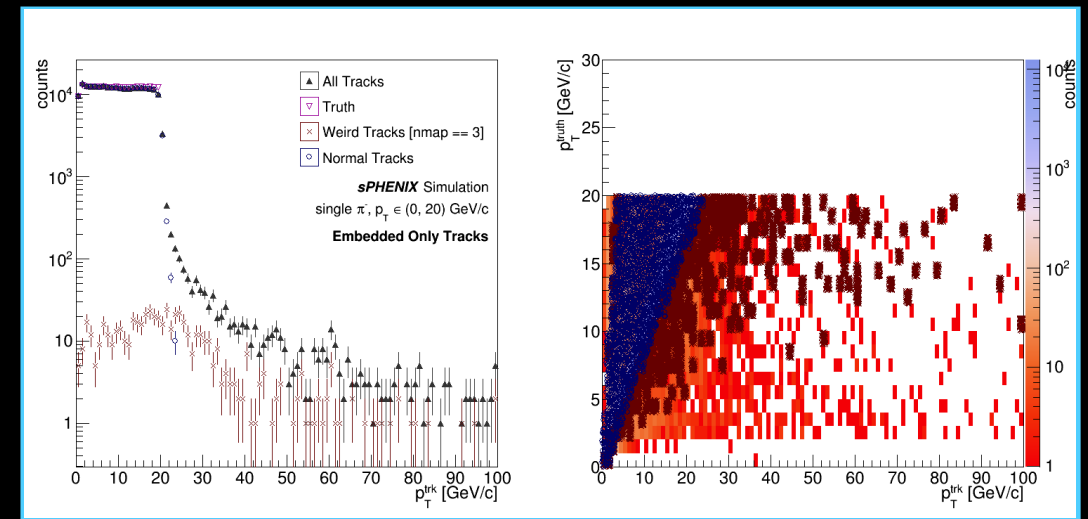 counts
10⁴
10³
10²
10
1
0 10 20 30 40 50 60 70 80 90 100
p_T^trk [GeV/c]
All Tracks
Truth
Weird Tracks [nmap == 3]
Normal Tracks
sPHENIX Simulation
single π⁻, p_T ∈ (0, 20) GeV/c
Embedded Only Tracks
p_T^truth [GeV/c]
30
25
20
15
10
5
0
0 10 20 30 40 50 60 70 80 90 100
p_T^trk [GeV/c]
counts
10⁴
10³
10²
10
1